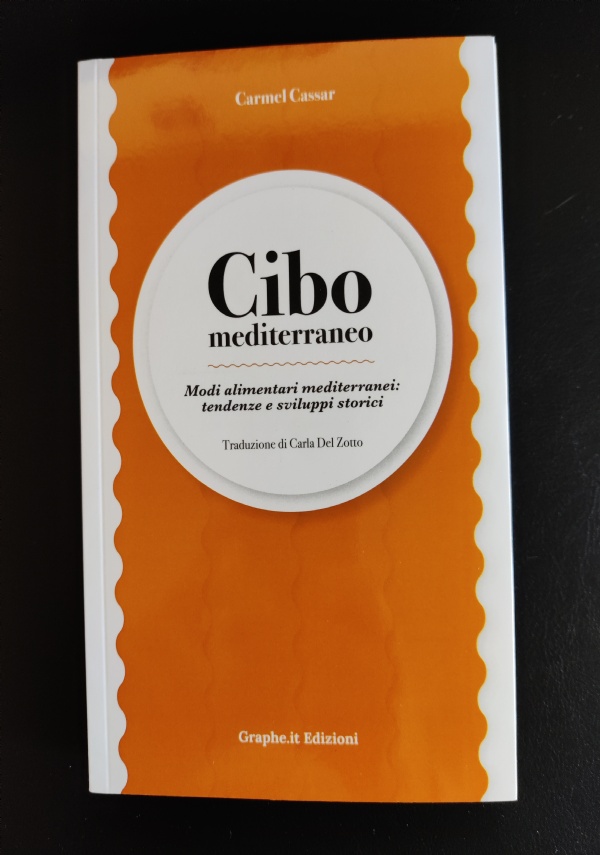 Carmel Cassar
Cibo
mediterraneo
Modi alimentari mediterranei:
tendenze e sviluppi storici
Traduzione di Carla Del Zotto
Graphe.it Edizioni